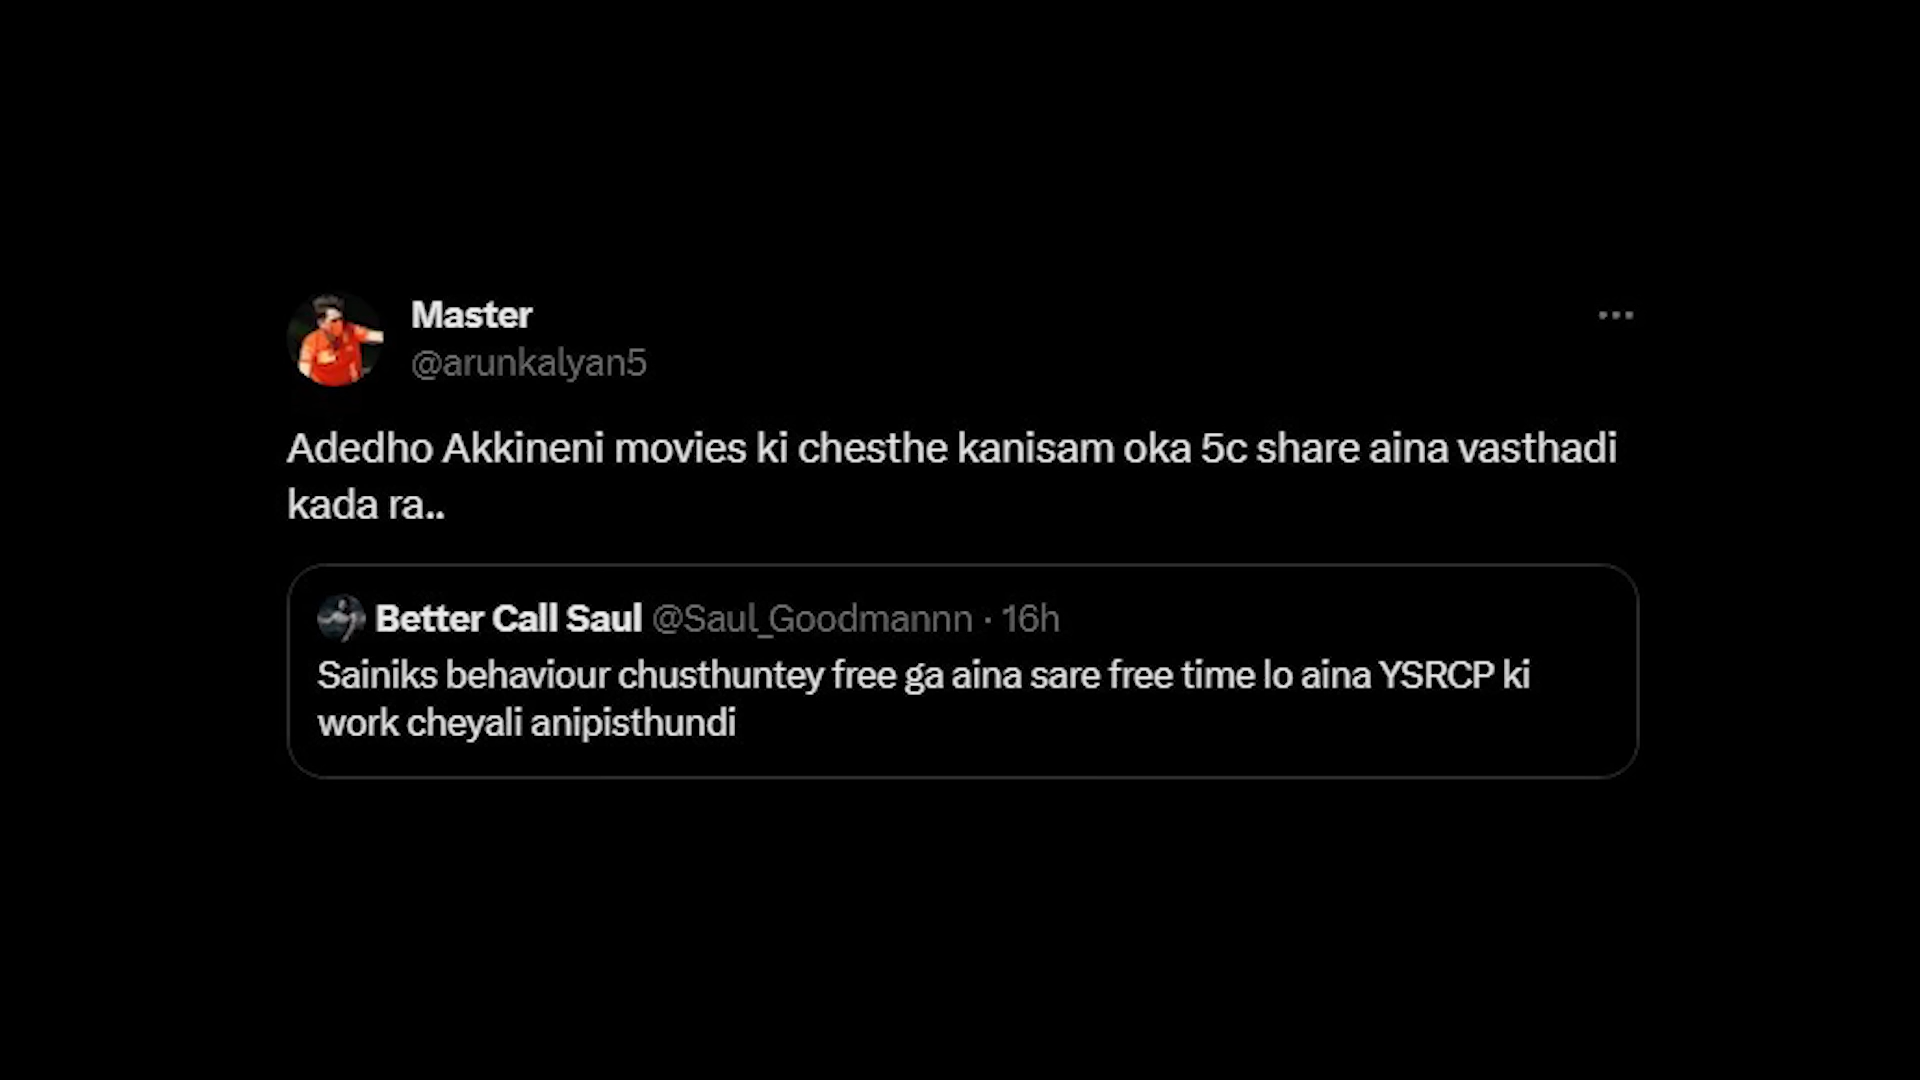 Master
@arunkalyan5
Adedho Akkineni movies ki chesthe kanisam oka 5c share aina vasthadi
kada ra..
Better Call Saul @Saul_Goodmannn · 16h
Sainiks behaviour chusthuntey free ga aina sare free time lo aina YSRCP ki
work cheyali anipisthundi